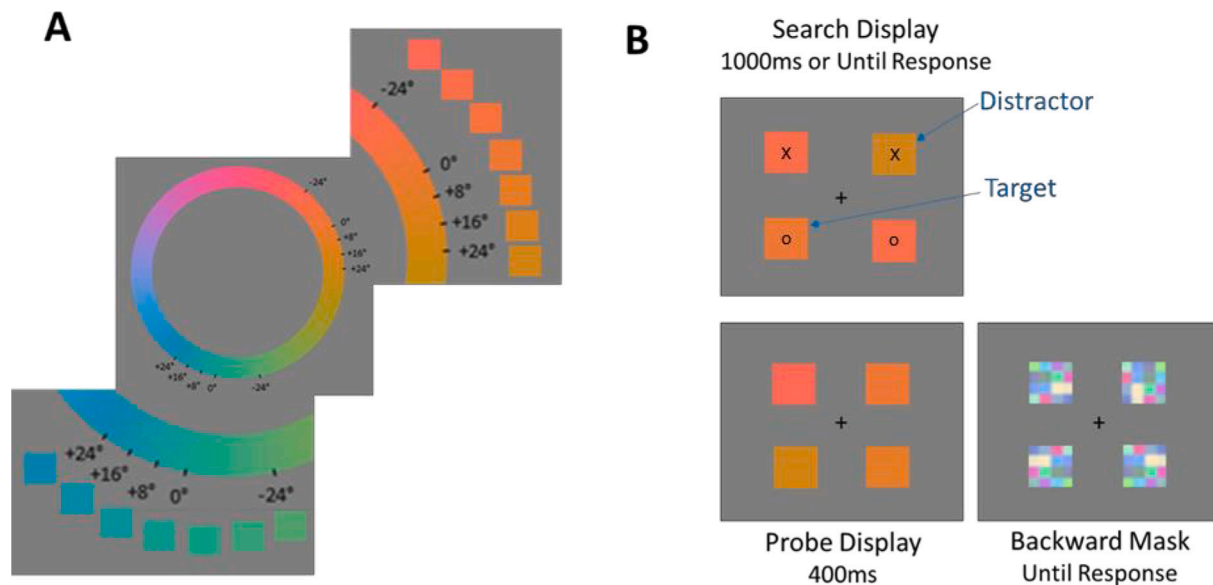 A
-24°
0°
+8°
+16°
+24°
-24°
0°
+8°
+16°
+24°
+24°
+16°
+8°
0°
-24°
+24°
+16°
+8°
0°
-24°
B
Search Display
1000ms or Until Response
Distractor
X X
+
Target
O O
+
+
Probe Display
400ms
Backward Mask
Until Response